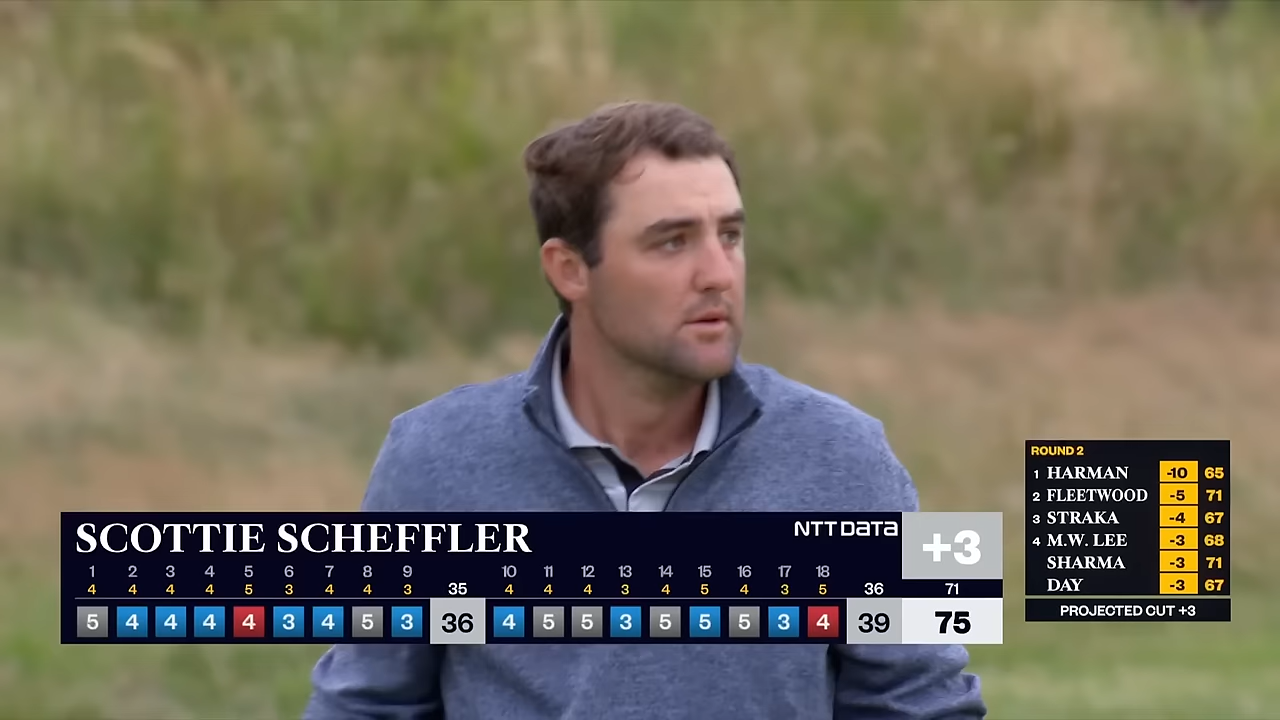 SCOTTIE SCHEFFLER NTT DATA +3
1 2 3 4 5 6 7 8 9 10 11 12 13 14 15 16 17 18
4 4 4 4 5 3 4 4 3 35 4 4 4 3 4 5 4 3 5 36 71
5 4 4 4 4 3 4 5 3 36 4 5 5 3 5 5 5 3 4 39 75
ROUND 2
1 HARMAN -10 65
2 FLEETWOOD -5 71
3 STRAKA -4 67
4 M.W. LEE -3 68
SHARMA -3 71
DAY -3 67
PROJECTED CUT +3